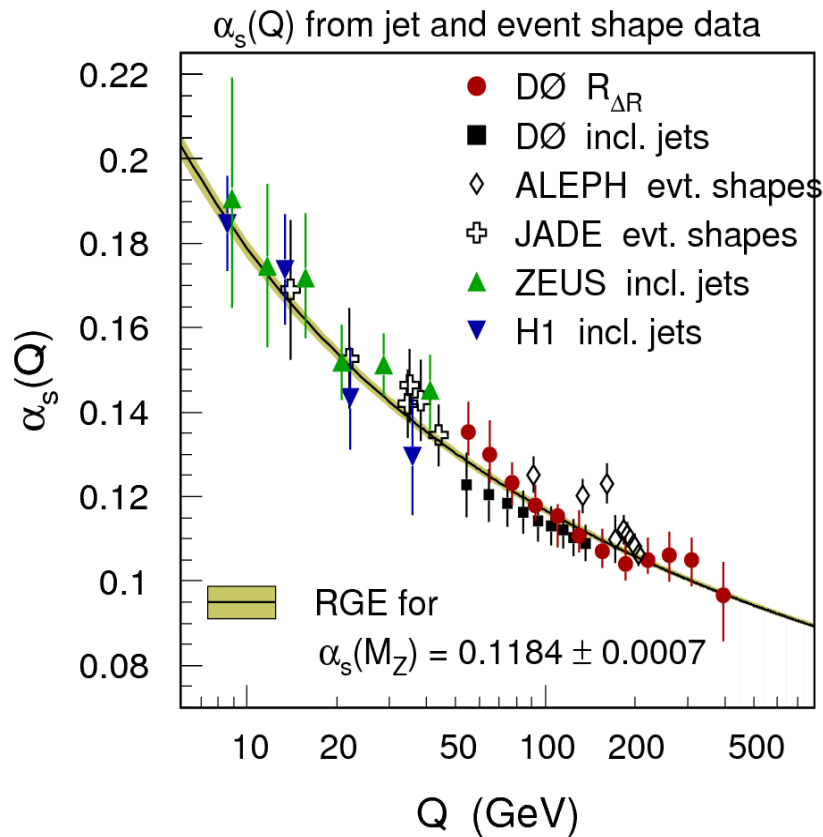 αs(Q) from jet and event shape data
0.22
0.2
0.18
0.16
0.14
0.12
0.1
0.08
αs(Q)
DØ RΔR
DØ incl. jets
ALEPH evt. shapes
JADE evt. shapes
ZEUS incl. jets
H1 incl. jets
RGE for
αs(MZ) = 0.1184 ± 0.0007
10 20 50 100 200 500
Q (GeV)